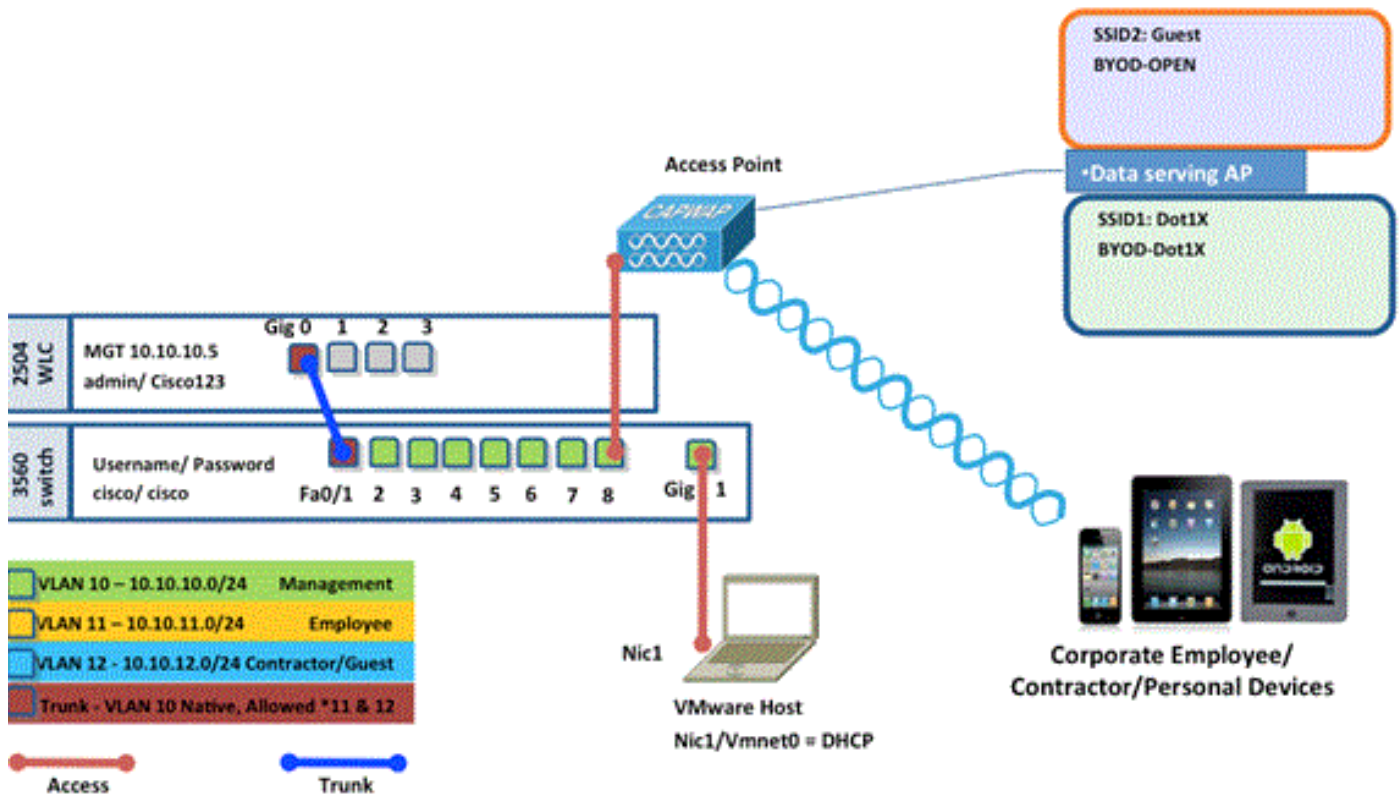 SSID2: Guest
BYOD-OPEN
•Data serving AP
SSID1: Dot1X
BYOD-Dot1X
Access Point
CAPWAP
2504 WLC
MGT 10.10.10.5
admin/ Cisco123
Gig 0 1 2 3
3560 switch
Username/ Password
cisco/ cisco
Fa0/1 2 3 4 5 6 7 8
Gig 1
VLAN 10 – 10.10.10.0/24 Management
VLAN 11 – 10.10.11.0/24 Employee
VLAN 12 - 10.10.12.0/24 Contractor/Guest
Trunk - VLAN 10 Native, Allowed *11 & 12
Access
Trunk
Nic1
VMware Host
Nic1/Vmnet0 = DHCP
ANDROID
Corporate Employee/
Contractor/Personal Devices